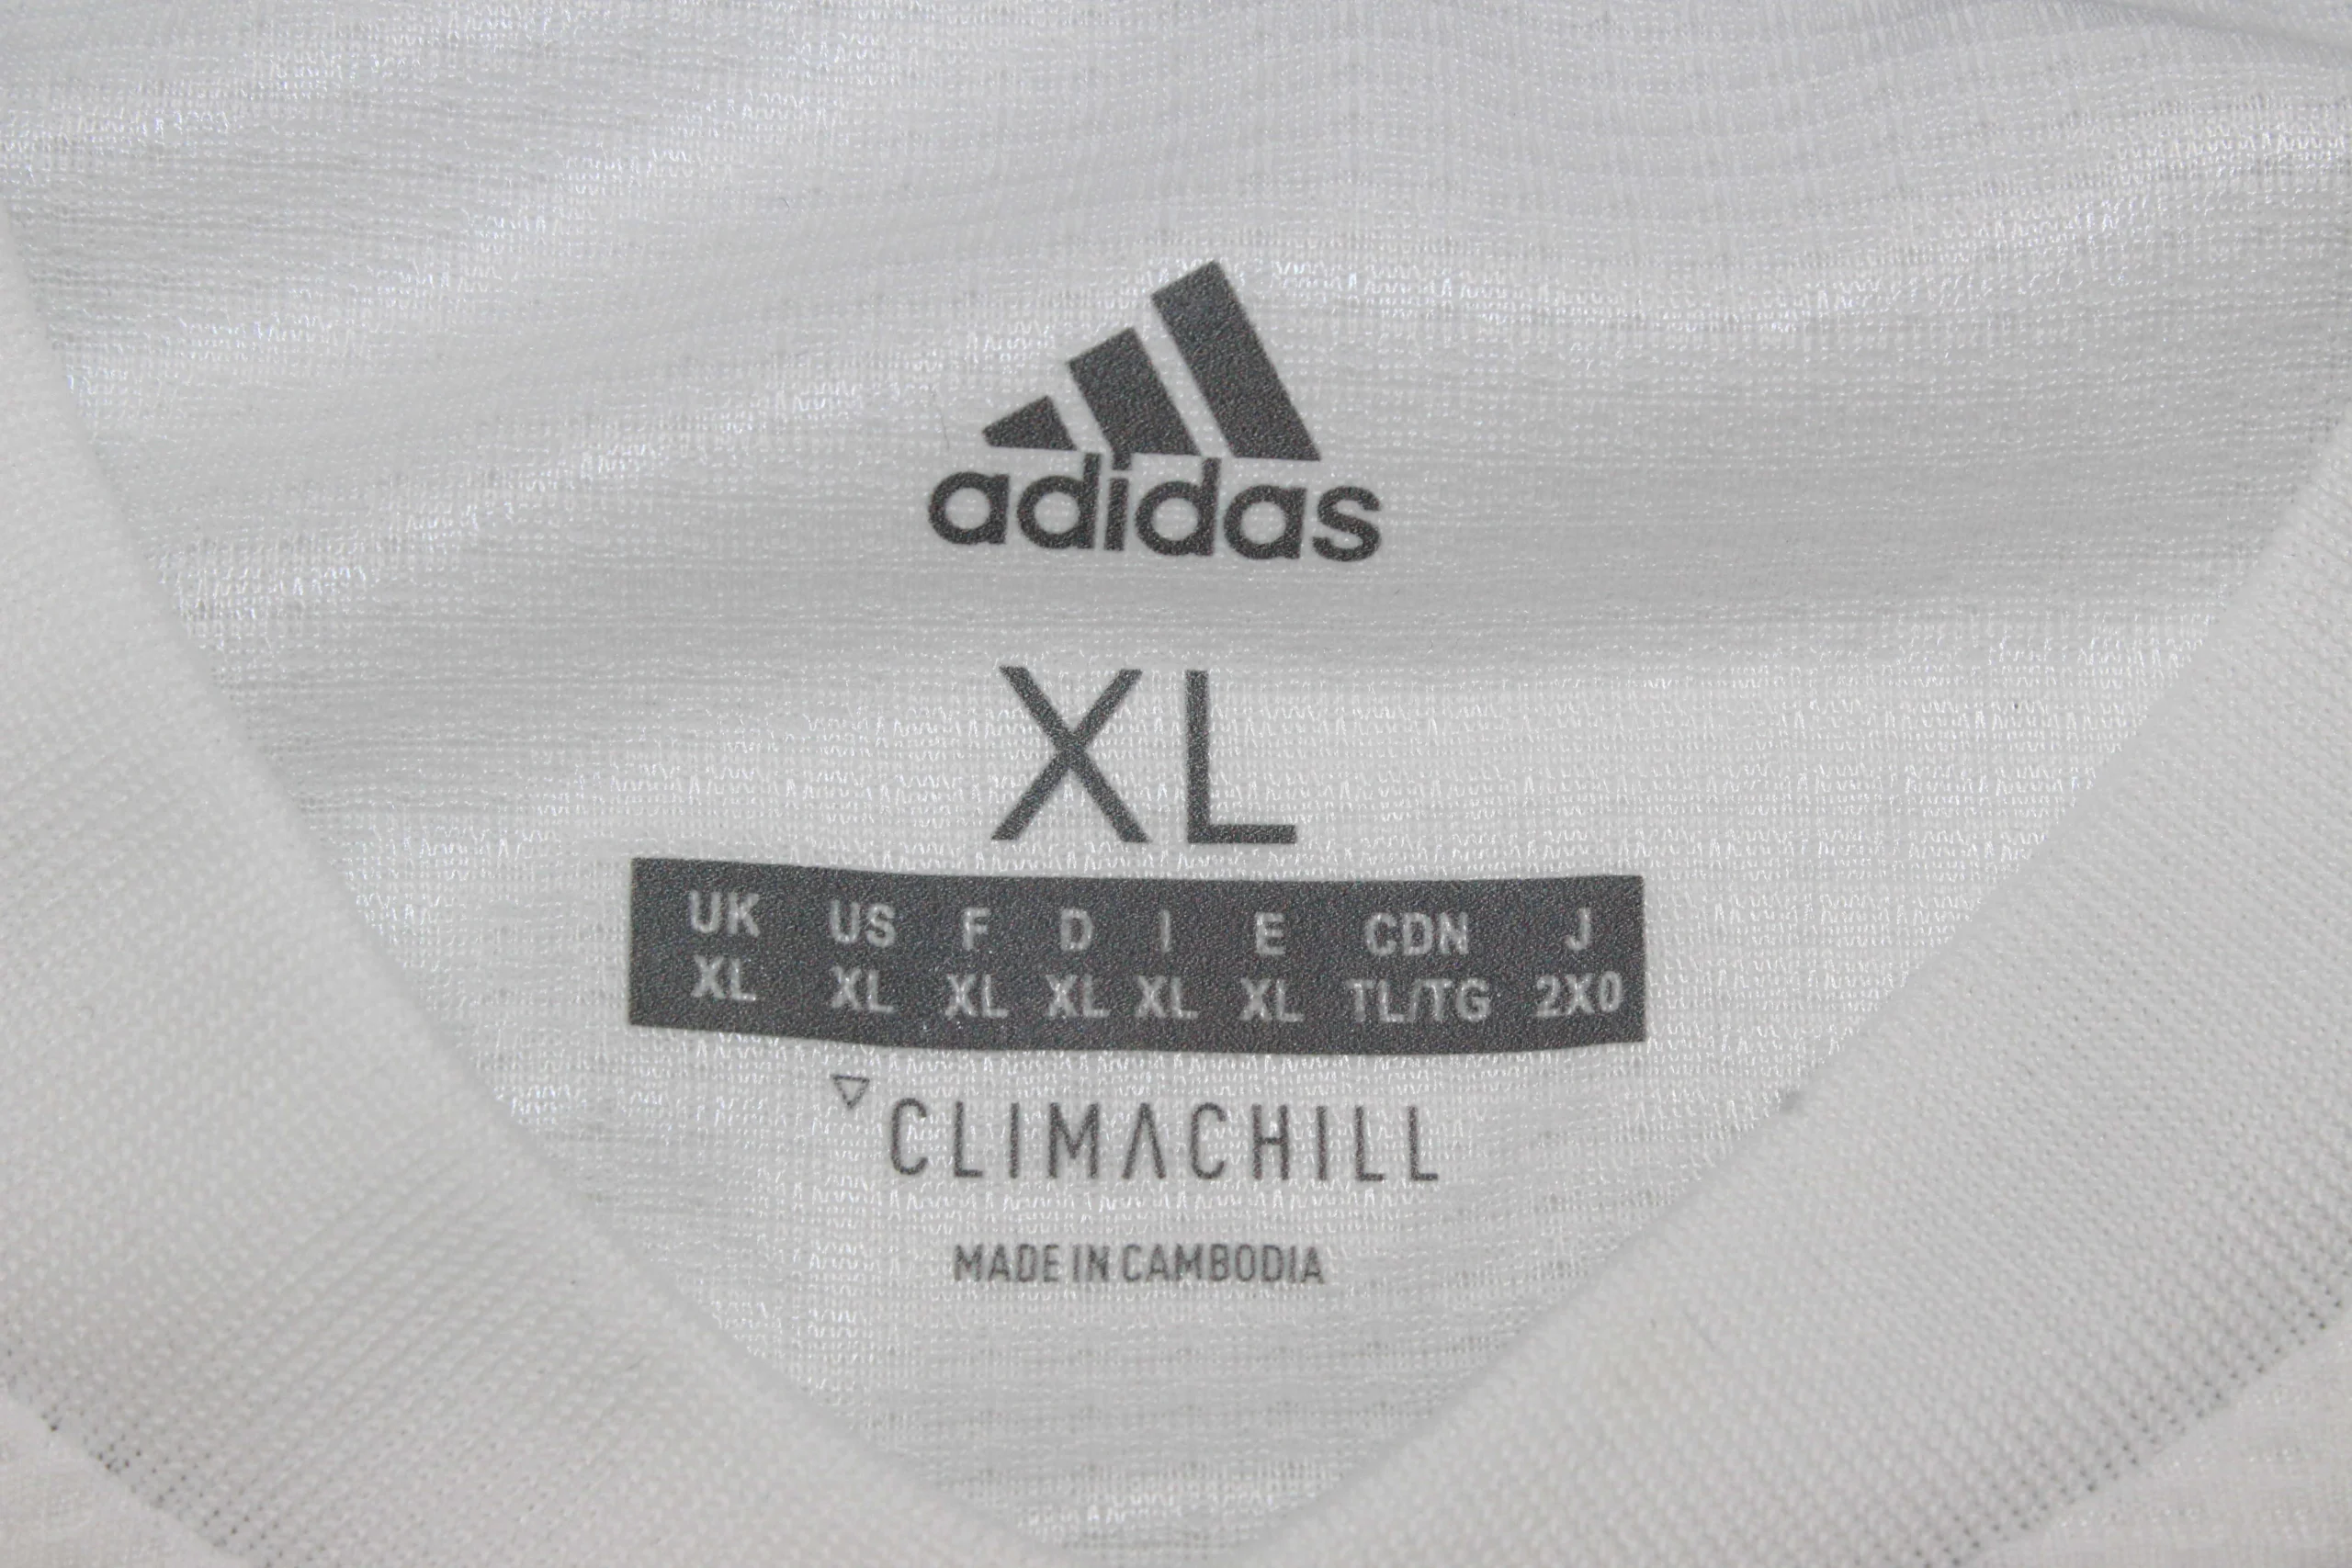 adidas
XL
UK US F D I E CDN J
XL XL XL XL XL XL TL/TG 2XO
CLIMACHILL
MADE IN CAMBODIA